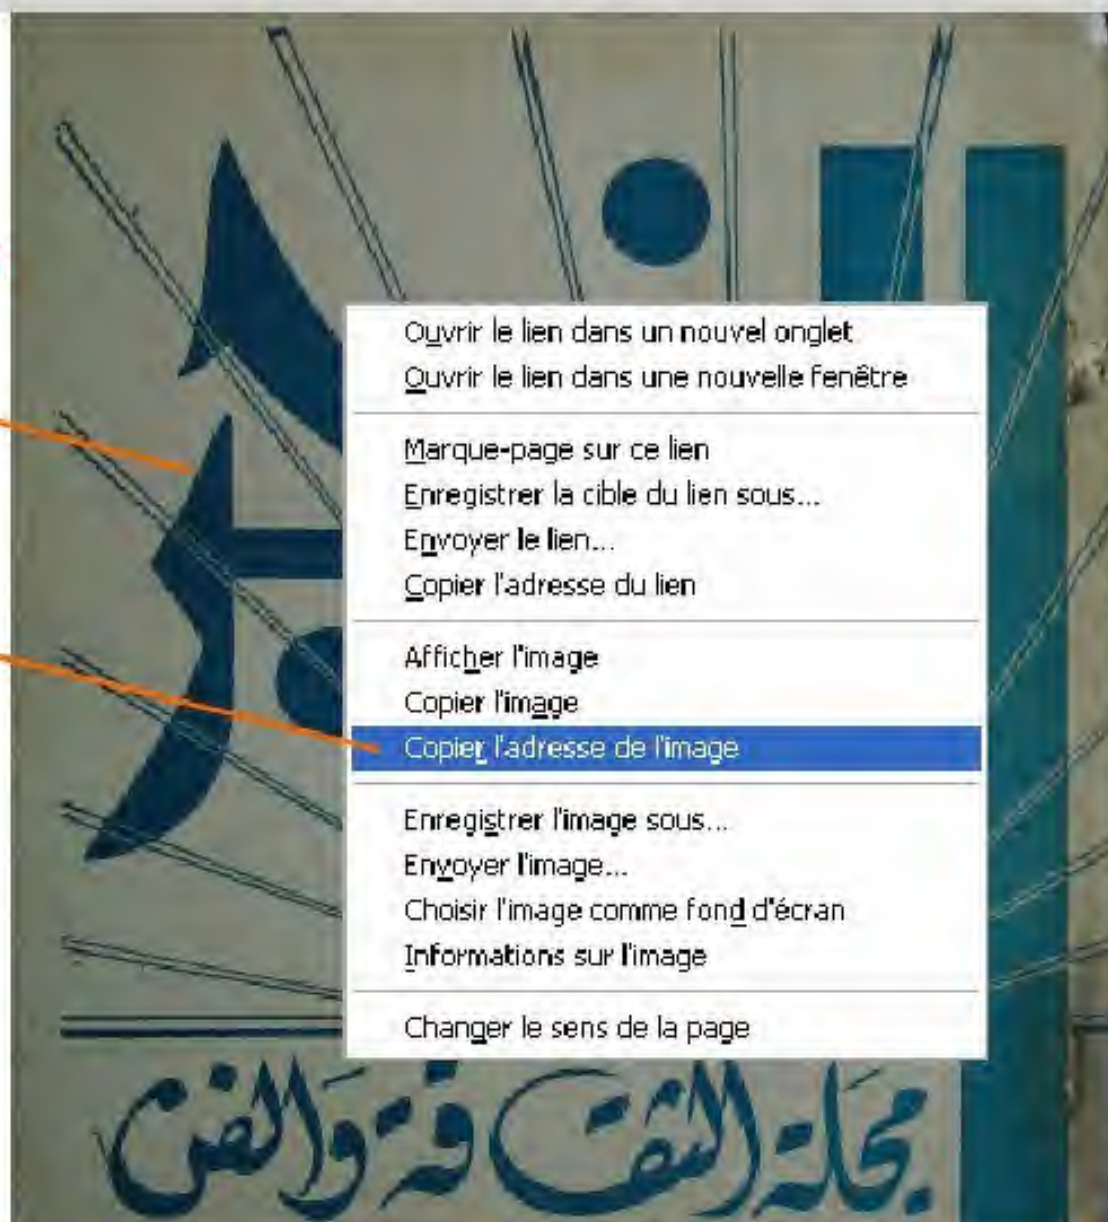 Ouvrir le lien dans un nouvel onglet
Ouvrir le lien dans une nouvelle fenêtre
Marque-page sur ce lien
Enregistrer la cible du lien sous...
Envoyer le lien...
Copier l'adresse du lien
Afficher l'image
Copier l'image
Copier l'adresse de l'image
Enregistrer l'image sous...
Envoyer l'image...
Choisir l'image comme fond d'écran
Informations sur l'image
Changer le sens de la page
مجلة الثقافة والفن